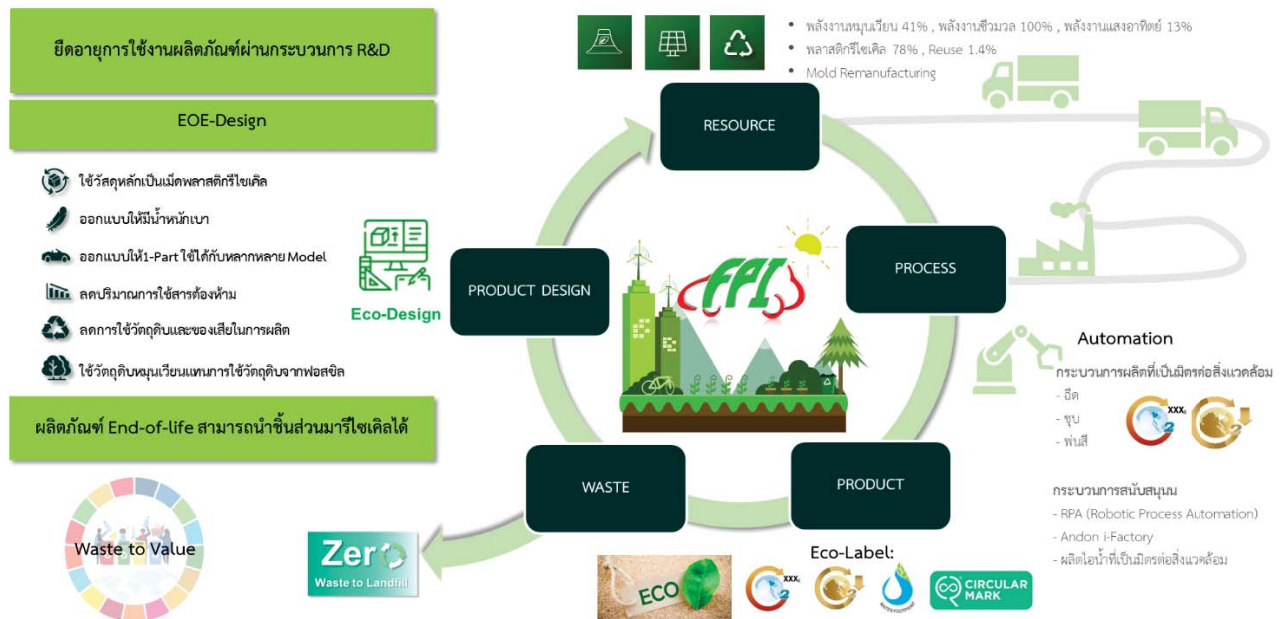 ยืดอายุการใช้งานผลิตภัณฑ์ผ่านกระบวนการ R&D
EOE-Design
ใช้วัสดุหลักเป็นเม็ดพลาสติกรีไซเคิล
ออกแบบให้มีน้ำหนักเบา
ออกแบบให้1-Part ใช้ได้กับหลากหลาย Model
ลดปริมาณการใช้สารต้องห้าม
ลดการใช้วัตถุดิบและของเสียในการผลิต
ใช้วัตถุดิบหมุนเวียนแทนการใช้วัตถุดิบจากฟอสซิล
ผลิตภัณฑ์ End-of-life สามารถนำชิ้นส่วนมารีไซเคิลได้
Waste to Value
Zero
Waste to Landfill
Eco-Design
• พลังงานหมุนเวียน 41% , พลังงานชีวมวล 100% , พลังงานแสงอาทิตย์ 13%
• พลาสติกรีไซเคิล 78% , Reuse 1.4%
• Mold Remanufacturing
RESOURCE
PROCESS
PRODUCT DESIGN
FPI
WASTE
PRODUCT
Automation
กระบวนการผลิตที่เป็นมิตรต่อสิ่งแวดล้อม
- ฉีด
- ชุบ
- พ่นสี
XXX
2
2
กระบวนการสนับสนุนน
- RPA (Robotic Process Automation)
- Andon i-Factory
- ผลิตไอน้ำที่เป็นมิตรต่อสิ่งแวดล้อม
Eco-Label:
ECO
XXX
2
2
WATER FOOTPRINT
CIRCULAR
MARK